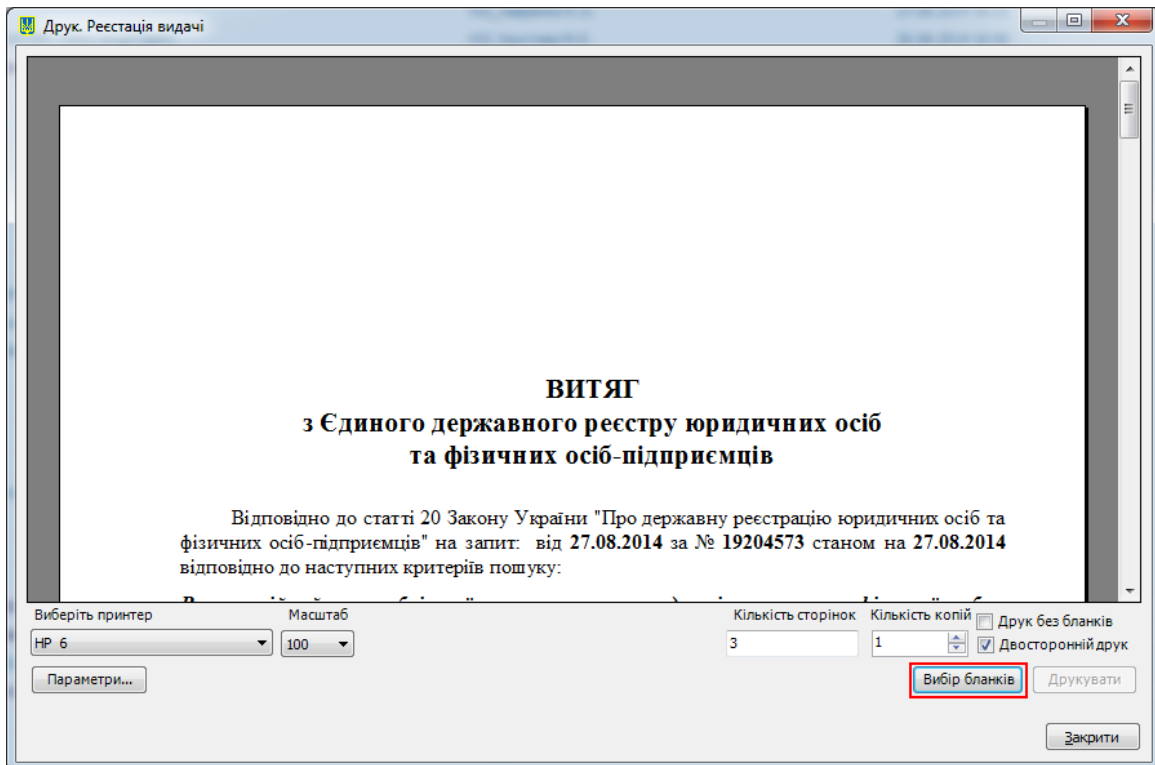 Друк. Реєстація видачі
ВИТЯГ
з Єдиного державного реєстру юридичних осіб
та фізичних осіб-підприємців
Відповідно до статті 20 Закону України "Про державну реєстрацію юридичних осіб та
фізичних осіб-підприємців" на запит: від 27.08.2014 за № 19204573 станом на 27.08.2014
відповідно до наступних критеріїв пошуку:
Виберіть принтер Масштаб Кількість сторінок Кількість копій Друк без бланків
HP 6 100 3 1 Двосторонній друк
Параметри... Вибір бланків Друкувати
Закрити